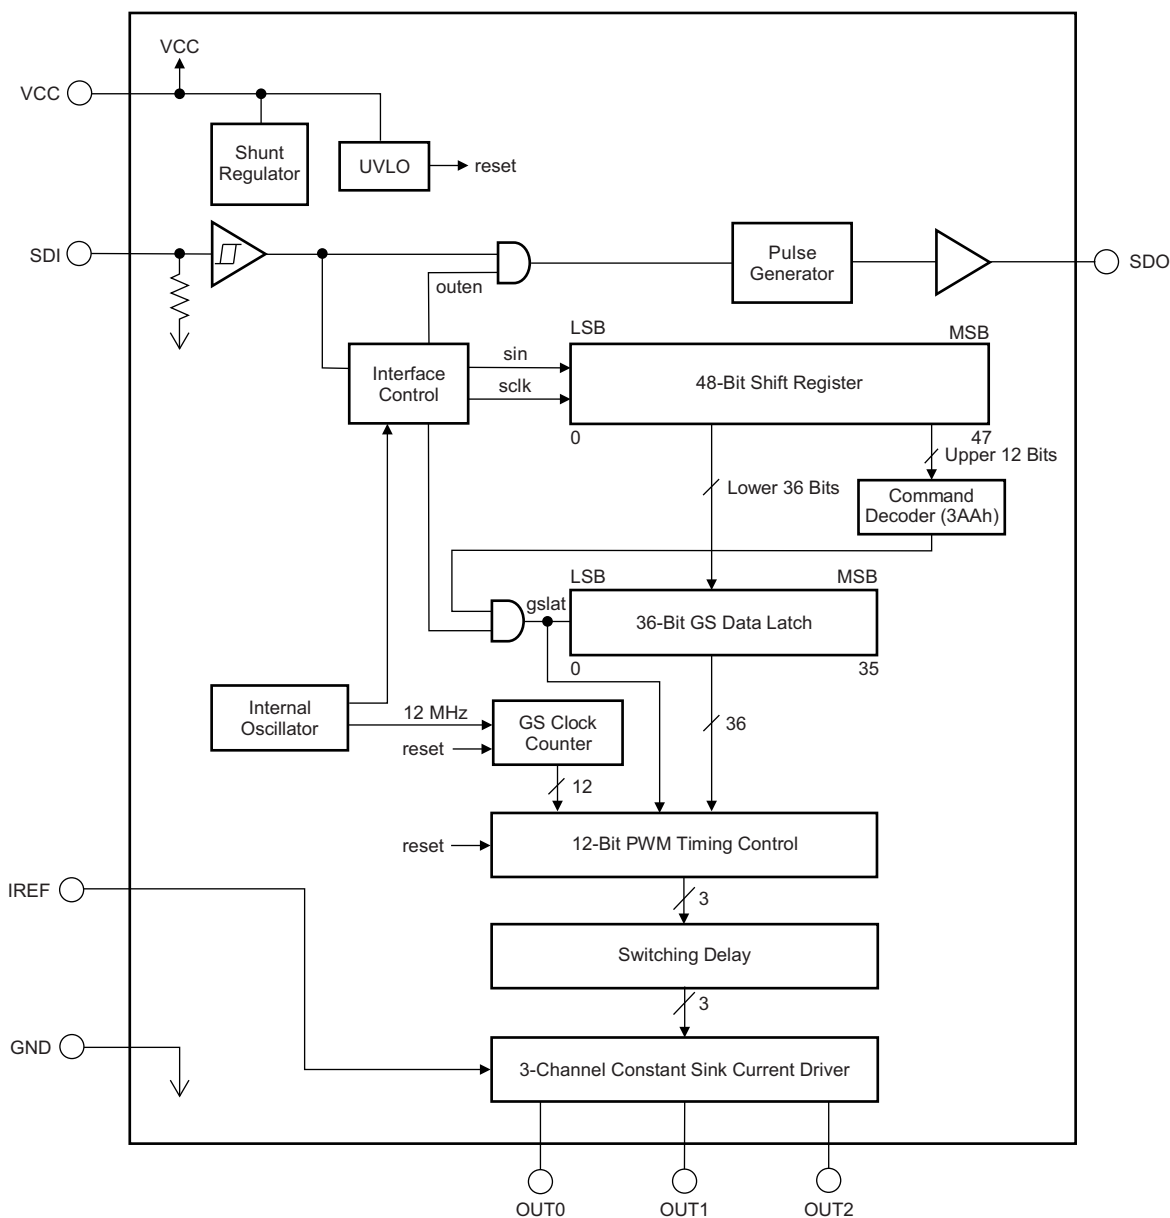 VCC
VCC
Shunt
Regulator
UVLO
reset
SDI
outen
Pulse
Generator
SDO
LSB
MSB
Interface
Control
sin
sclk
48-Bit Shift Register
0
47
Upper 12 Bits
Lower 36 Bits
Command
Decoder (3AAh)
LSB
MSB
gslat
36-Bit GS Data Latch
0
35
Internal
Oscillator
12 MHz
reset
GS Clock
Counter
36
12
reset
12-Bit PWM Timing Control
IREF
3
Switching Delay
3
GND
3-Channel Constant Sink Current Driver
OUT0
OUT1
OUT2